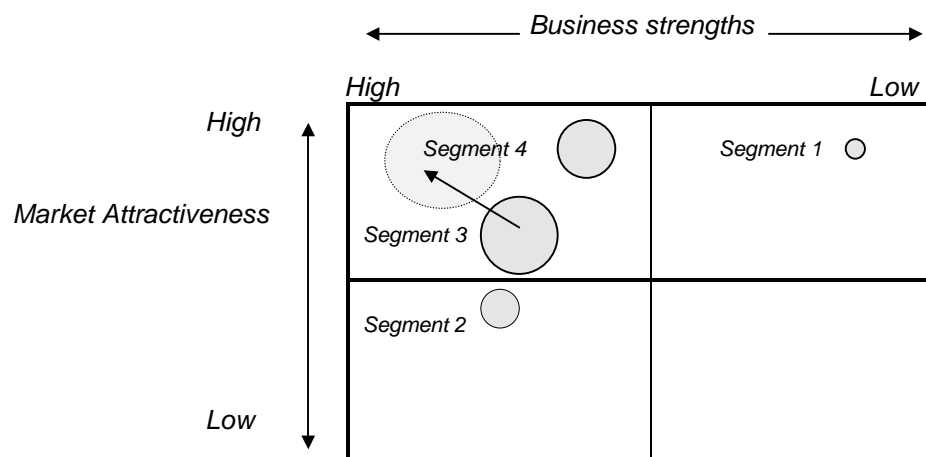 Business strengths
High
Low
High
Segment 4
Segment 1
Market Attractiveness
Segment 3
Segment 2
Low